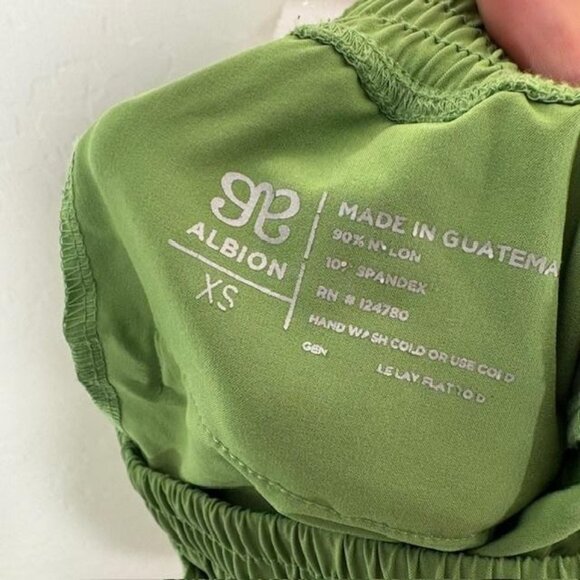 ALBION
XS
MADE IN GUATEMA
90% NYLON
10% SPANDEX
RN # 124780
HAND WASH COLD OR USE COLD
GEN LE LAY FLAT TO D